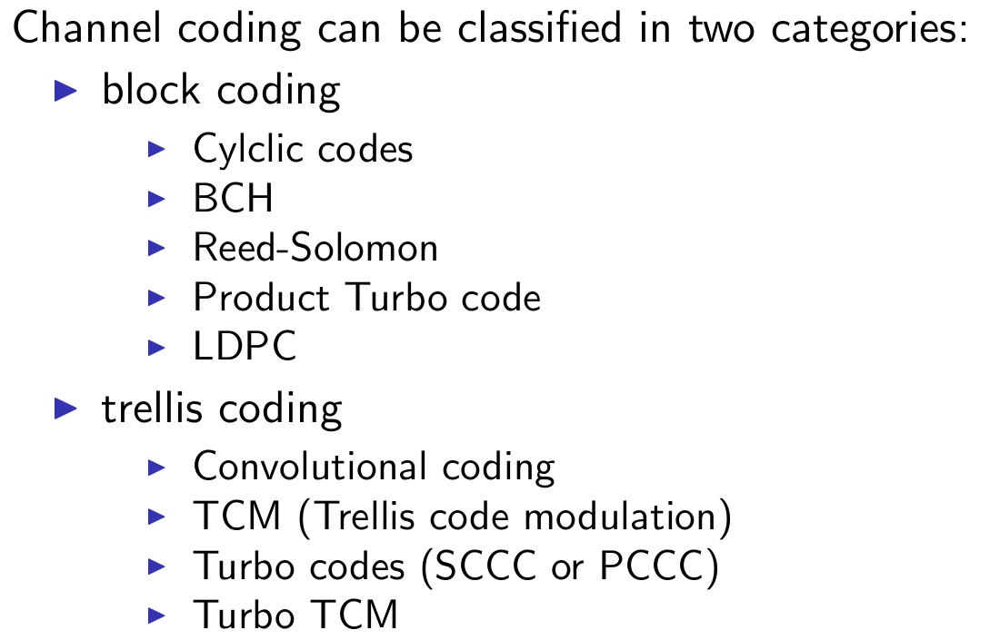 Channel coding can be classified in two categories:
block coding
Cylclic codes
BCH
Reed-Solomon
Product Turbo code
LDPC
trellis coding
Convolutional coding
TCM (Trellis code modulation)
Turbo codes (SCCC or PCCC)
Turbo TCM